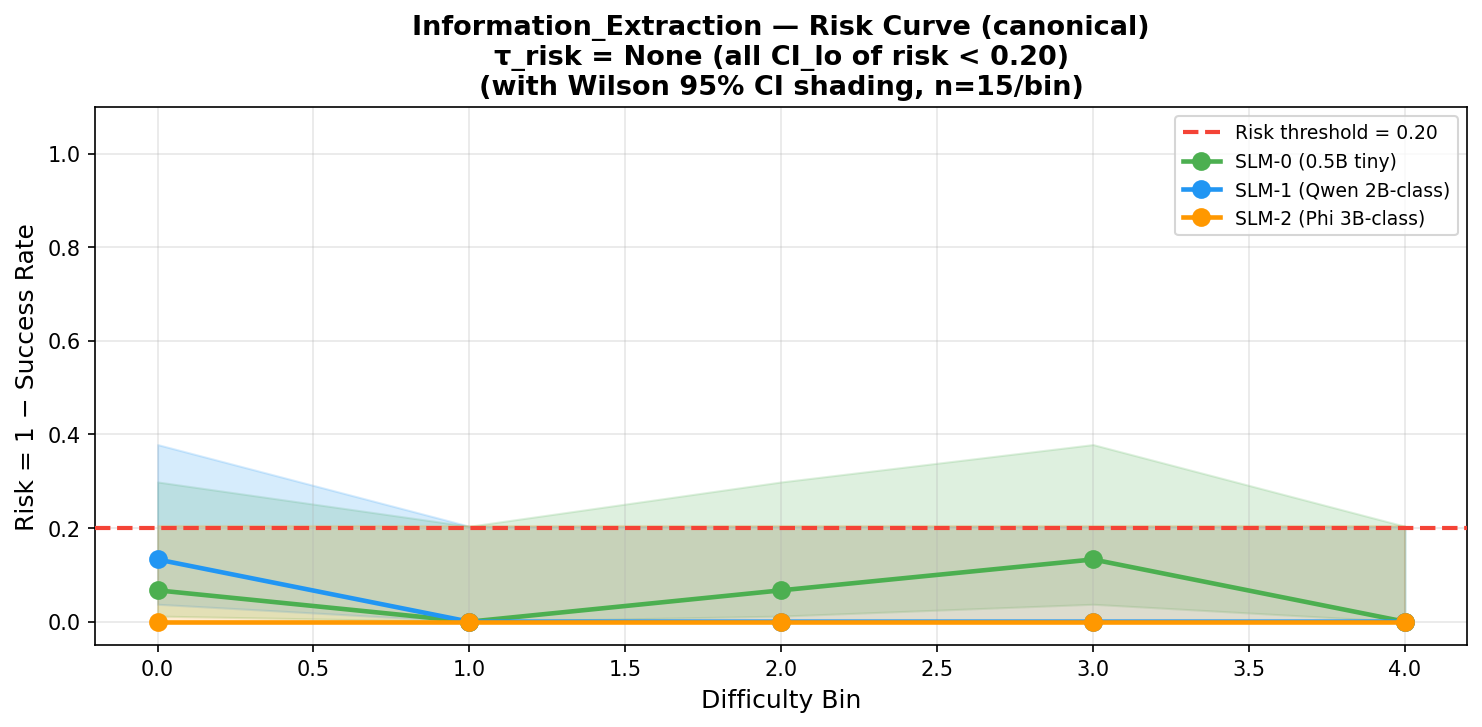 Information_Extraction — Risk Curve (canonical)
τ_risk = None (all CI_lo of risk < 0.20)
(with Wilson 95% CI shading, n=15/bin)
Risk threshold = 0.20
SLM-0 (0.5B tiny)
SLM-1 (Qwen 2B-class)
SLM-2 (Phi 3B-class)
Risk = 1 − Success Rate
1.0
0.8
0.6
0.4
0.2
0.0
0.0 0.5 1.0 1.5 2.0 2.5 3.0 3.5 4.0
Difficulty Bin